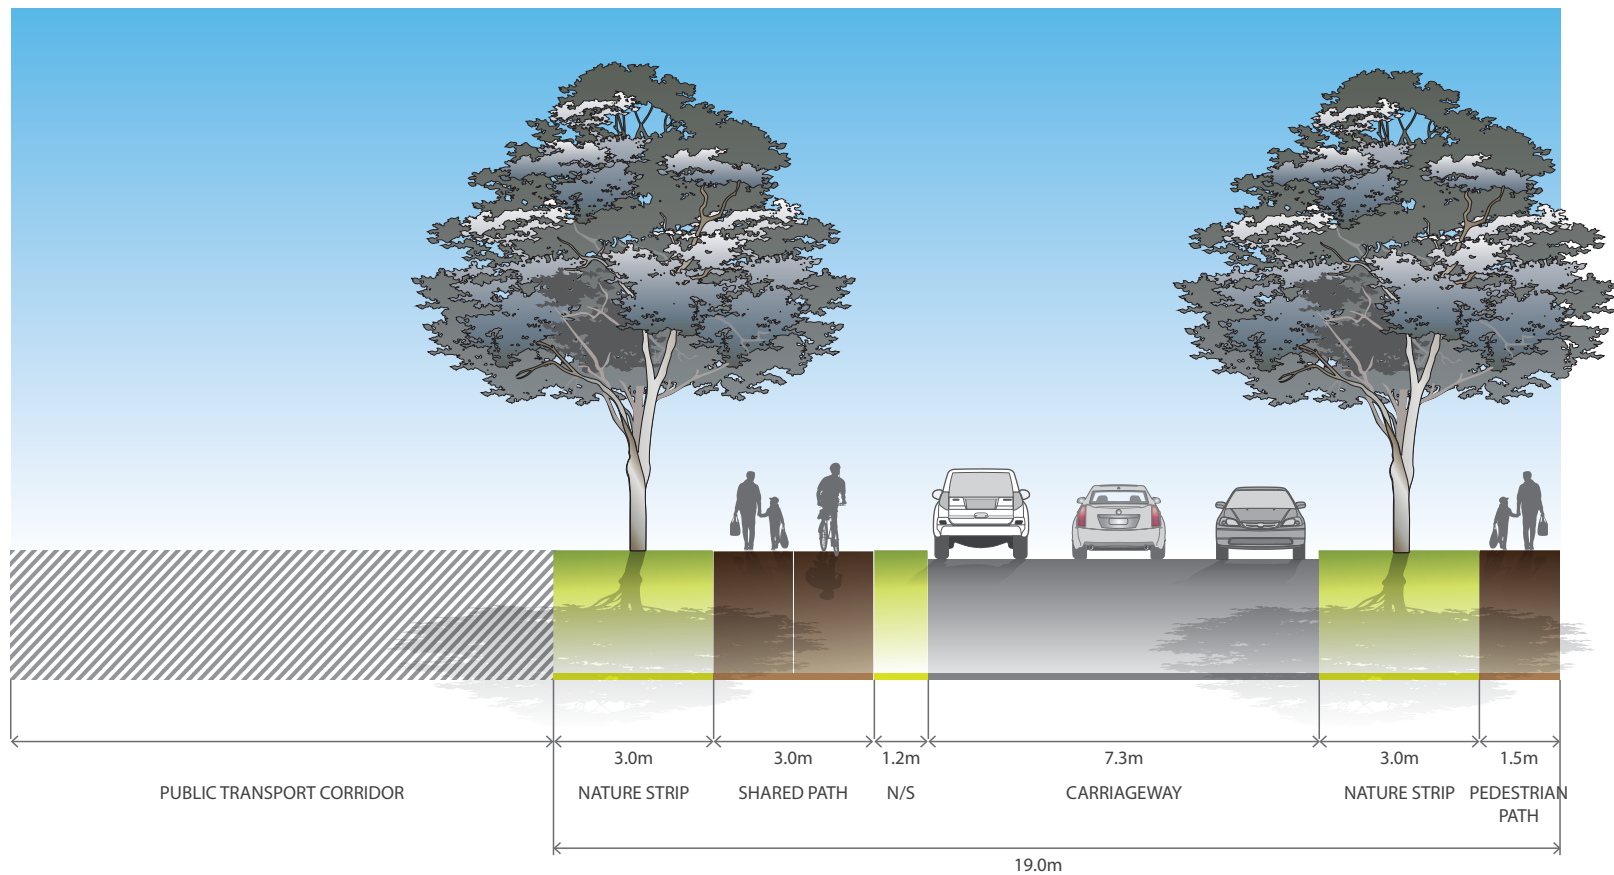 3.0m
3.0m
1.2m
7.3m
3.0m
1.5m
PUBLIC TRANSPORT CORRIDOR
NATURE STRIP
SHARED PATH
N/S
CARRIAGEWAY
NATURE STRIP
PEDESTRIAN
PATH
19.0m